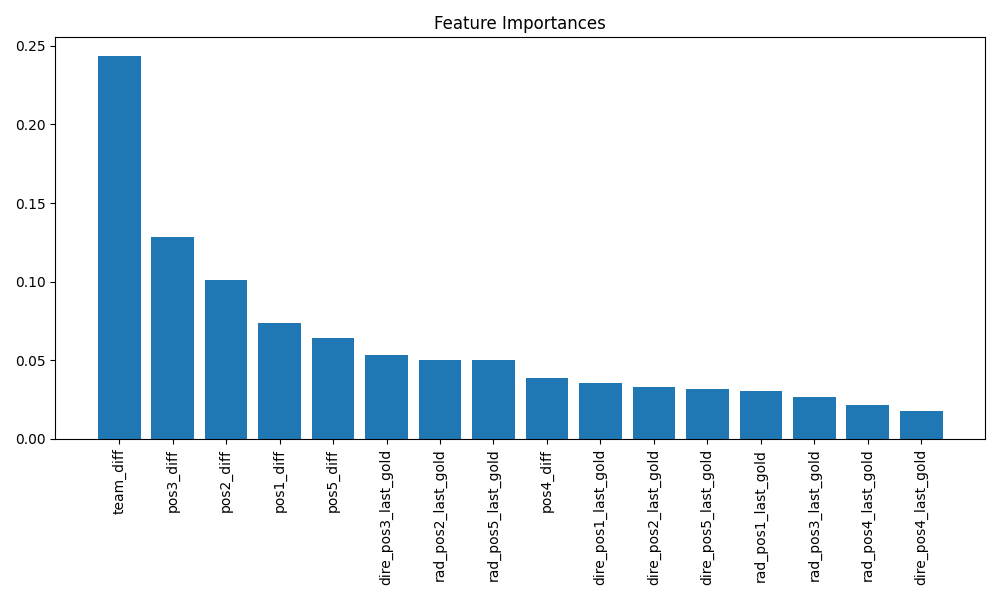 Feature Importances
0.25
0.20
0.15
0.10
0.05
0.00
team_diff
pos3_diff
pos2_diff
pos1_diff
pos5_diff
dire_pos3_last_gold
rad_pos2_last_gold
rad_pos5_last_gold
pos4_diff
dire_pos1_last_gold
dire_pos2_last_gold
dire_pos5_last_gold
rad_pos1_last_gold
rad_pos3_last_gold
rad_pos4_last_gold
dire_pos4_last_gold